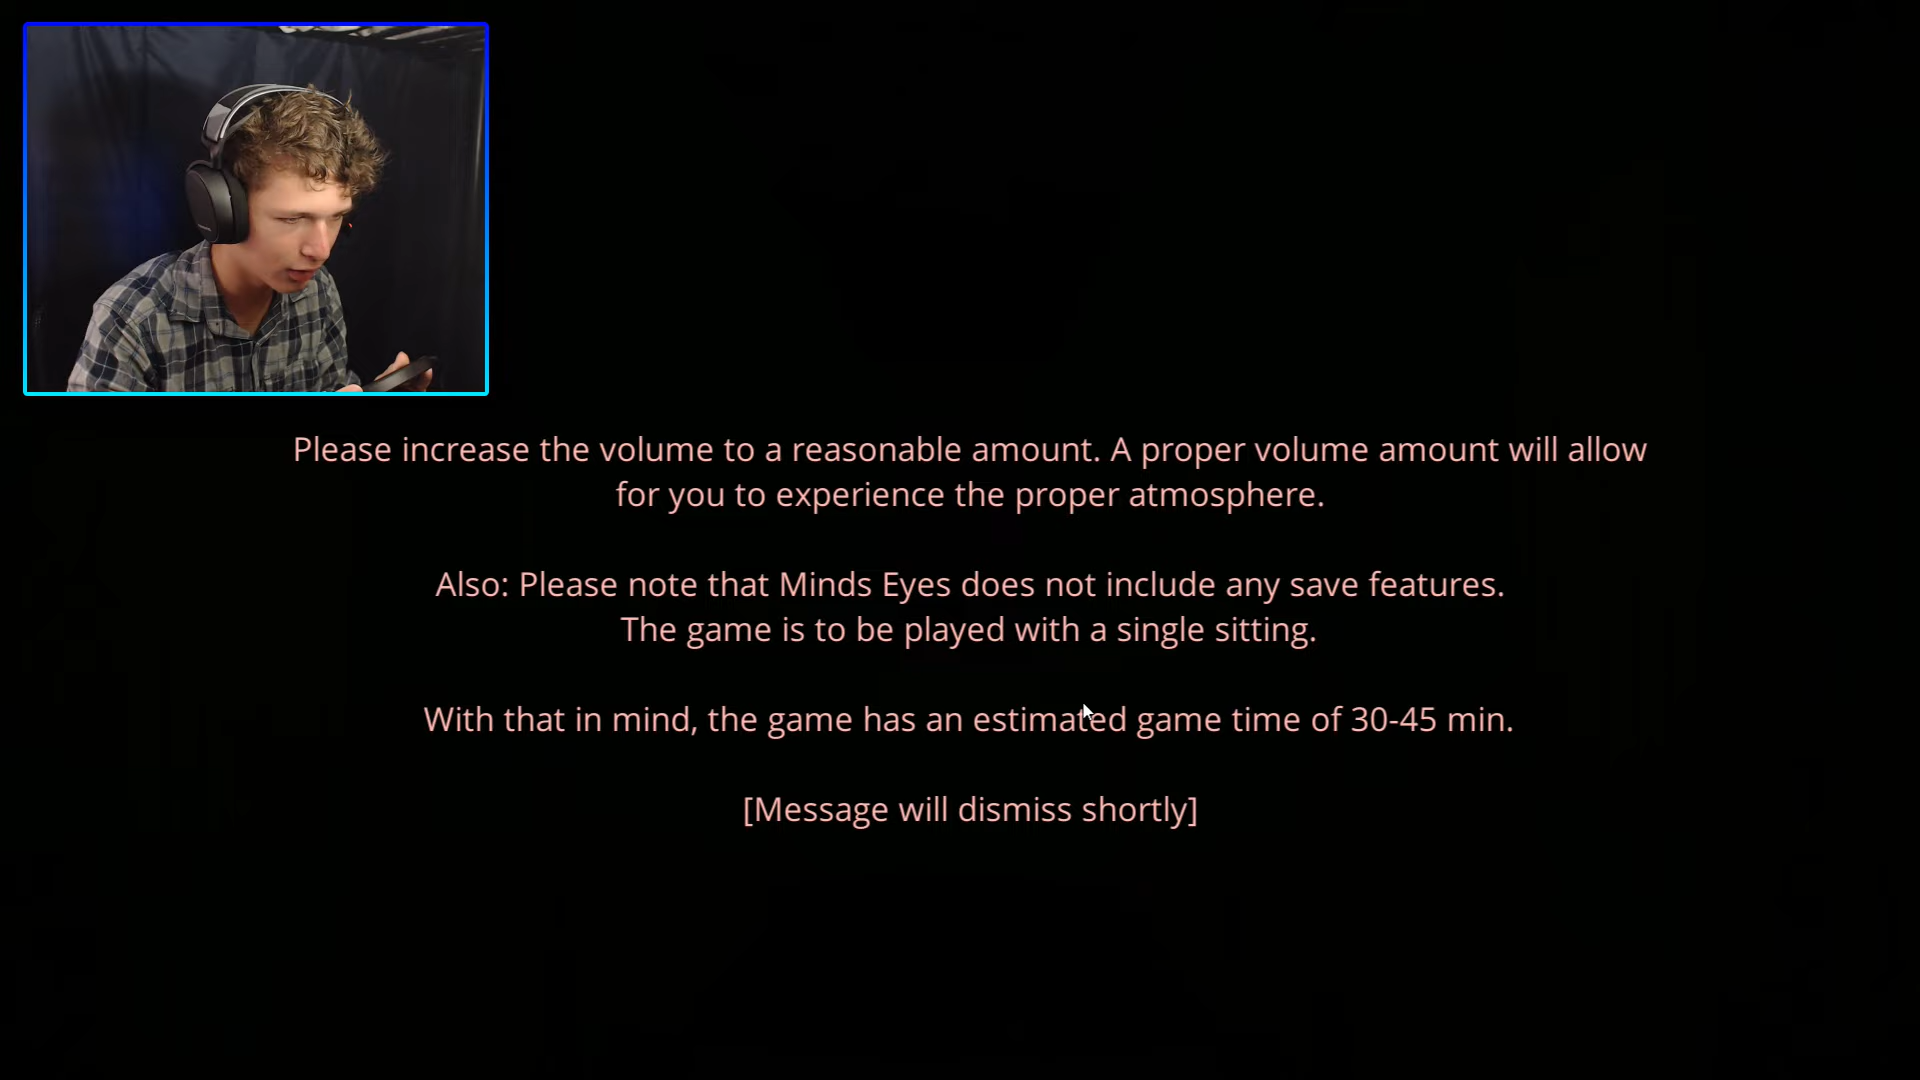 Please increase the volume to a reasonable amount. A proper volume amount will allow
for you to experience the proper atmosphere.
Also: Please note that Minds Eyes does not include any save features.
The game is to be played with a single sitting.
With that in mind, the game has an estimated game time of 30-45 min.
[Message will dismiss shortly]